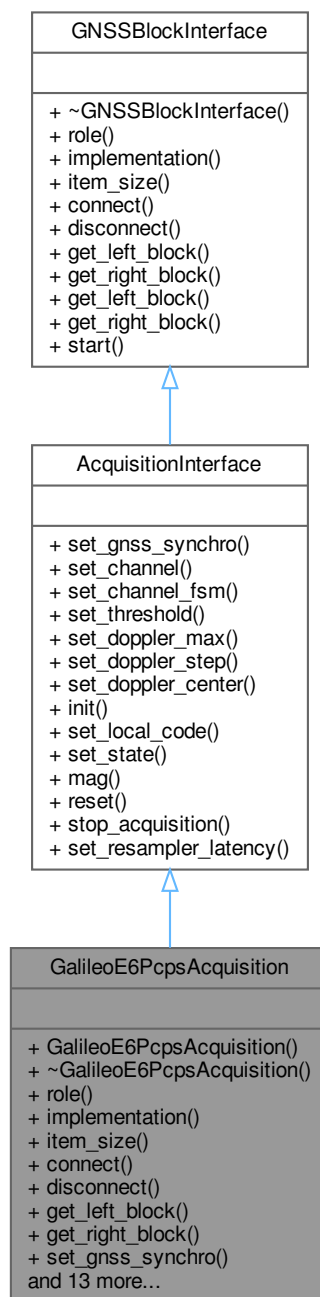 GNSSBlockInterface
+ ~GNSSBlockInterface()
+ role()
+ implementation()
+ item_size()
+ connect()
+ disconnect()
+ get_left_block()
+ get_right_block()
+ get_left_block()
+ get_right_block()
+ start()
AcquisitionInterface
+ set_gnss_synchro()
+ set_channel()
+ set_channel_fsm()
+ set_threshold()
+ set_doppler_max()
+ set_doppler_step()
+ set_doppler_center()
+ init()
+ set_local_code()
+ set_state()
+ mag()
+ reset()
+ stop_acquisition()
+ set_resampler_latency()
GalileoE6PcpsAcquisition
+ GalileoE6PcpsAcquisition()
+ ~GalileoE6PcpsAcquisition()
+ role()
+ implementation()
+ item_size()
+ connect()
+ disconnect()
+ get_left_block()
+ get_right_block()
+ set_gnss_synchro()
and 13 more...